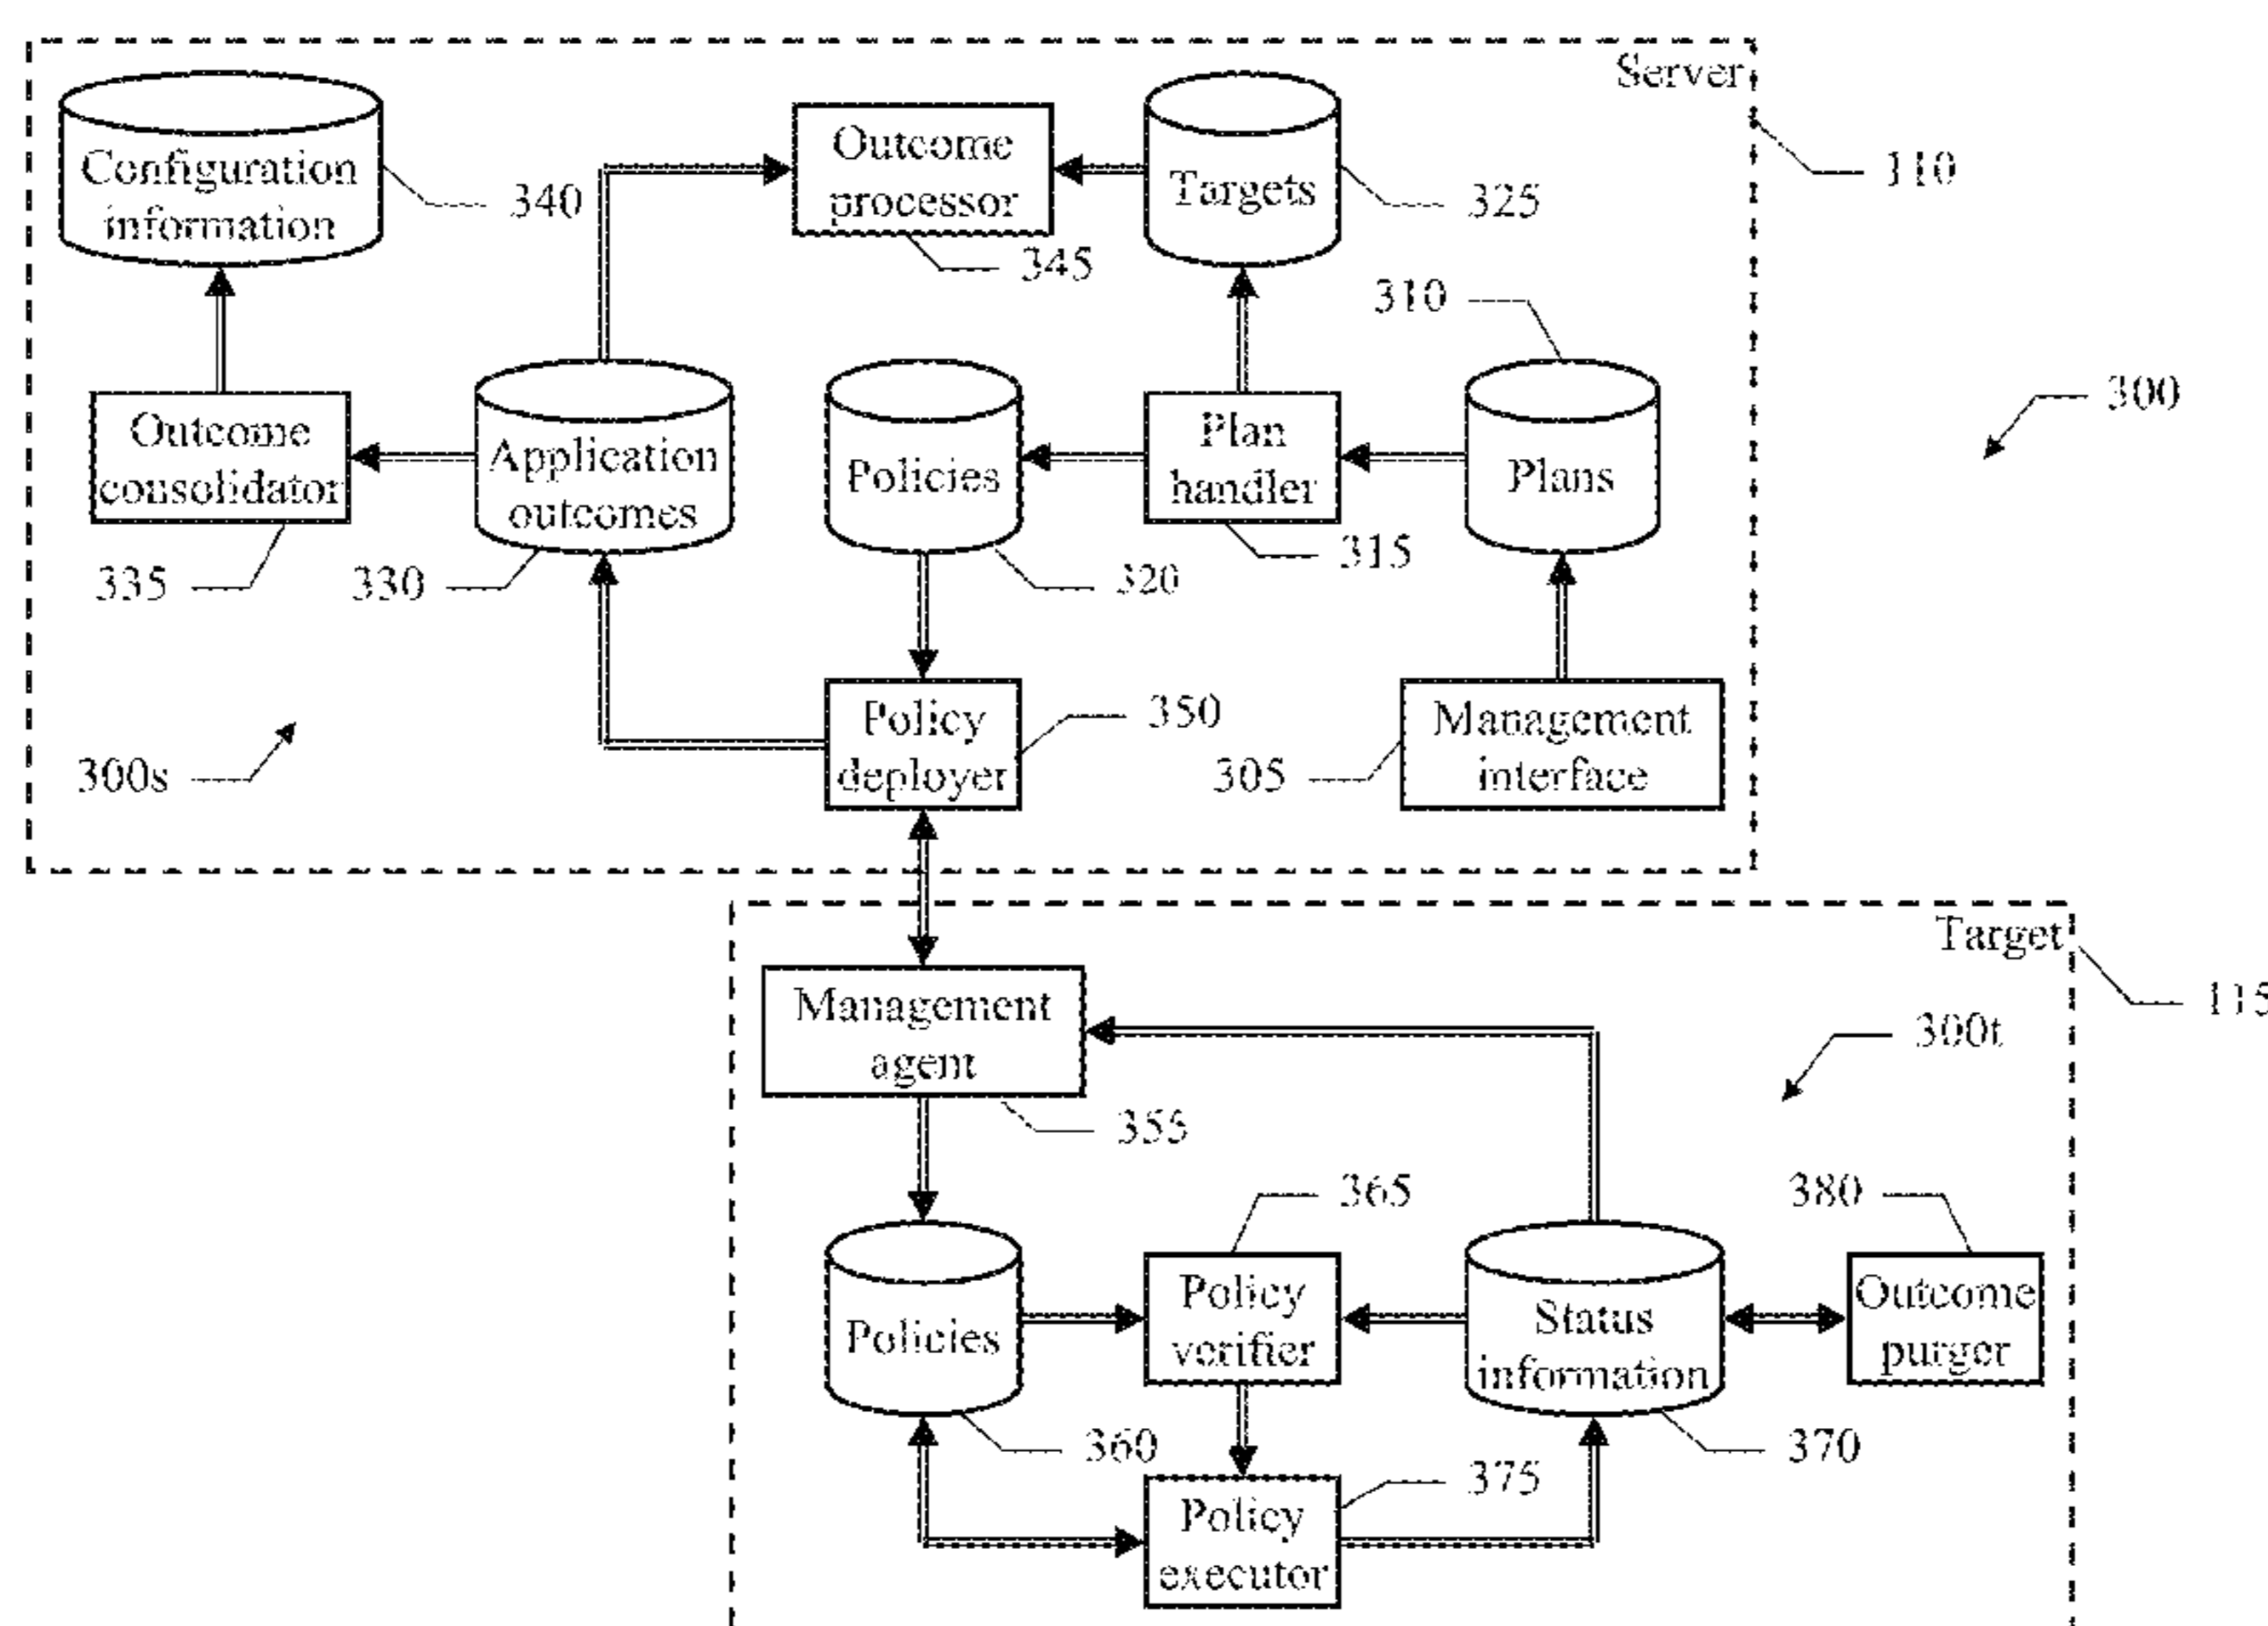 Server
110
Configuration
information
340
Outcome
processor
345
Targets
325
310
300
Outcome
consolidator
335
Application
outcomes
330
Policies
320
Plan
handler
315
Plans
300s
Policy
deployer
350
305
Management
interface
Target
115
300t
Management
agent
355
365
380
Policies
360
Policy
verifier
Status
information
370
Outcome
purger
375
Policy
executor